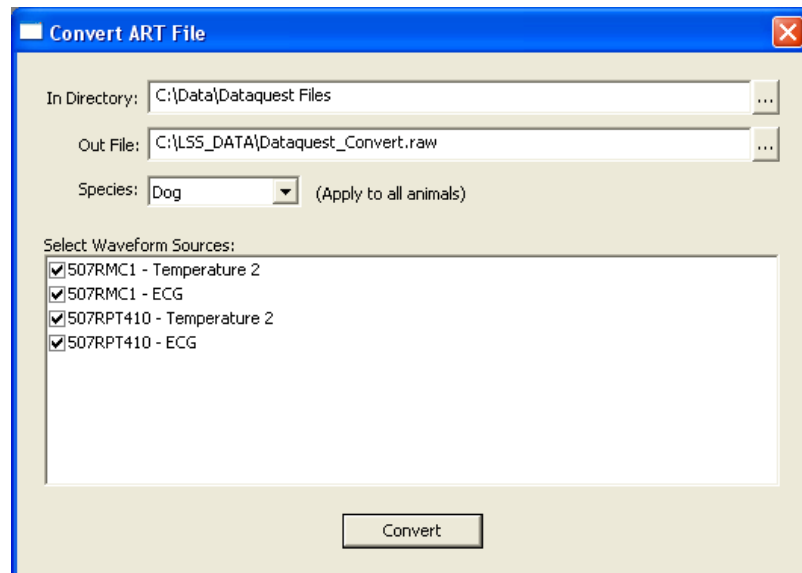 Convert ART File
In Directory: C:\Data\Dataquest Files ...
Out File: C:\LSS_DATA\Dataquest_Convert.raw ...
Species: Dog (Apply to all animals)
Select Waveform Sources:
507RMC1 - Temperature 2
507RMC1 - ECG
507RPT410 - Temperature 2
507RPT410 - ECG
Convert